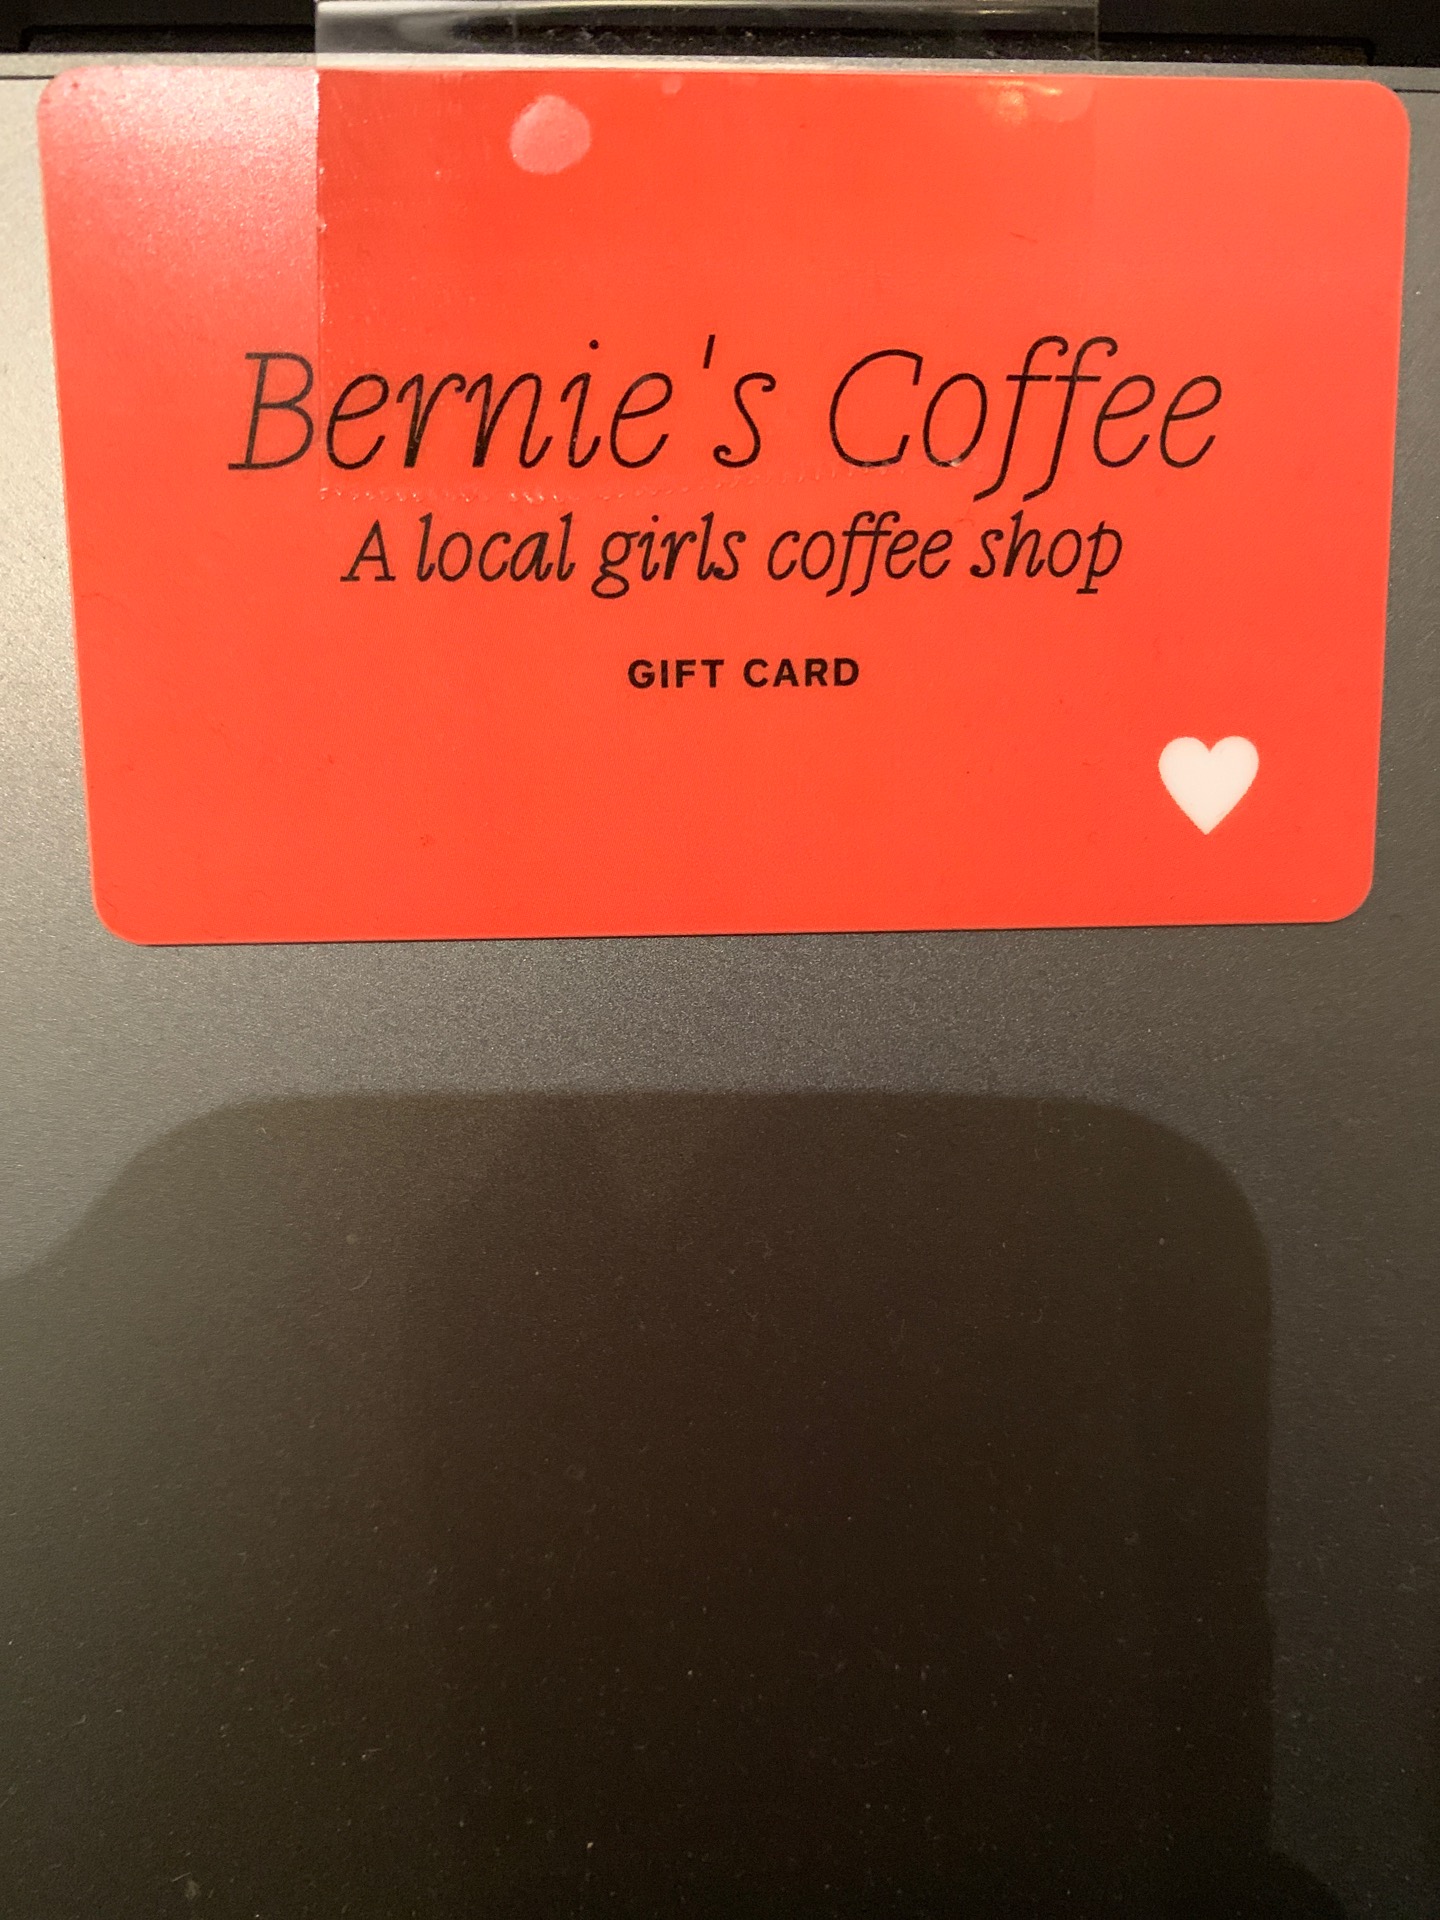 Bernie's Coffee
A local girls coffee shop
GIFT CARD